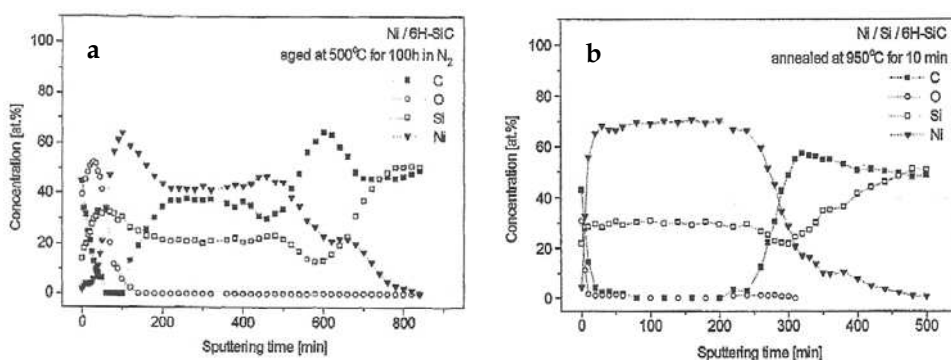 a
Ni / 6H-SiC
aged at 500°C for 100h in N₂
C
O
Si
Ni
Concentration [at.%]
100
80
60
40
20
0
0 200 400 600 800
Sputtering time [min]
b
Ni / Si / 6H-SiC
annealed at 950°C for 10 min
C
O
Si
Ni
Concentration [at.%]
100
80
60
40
20
0
0 100 200 300 400 500
Sputtering time [min]